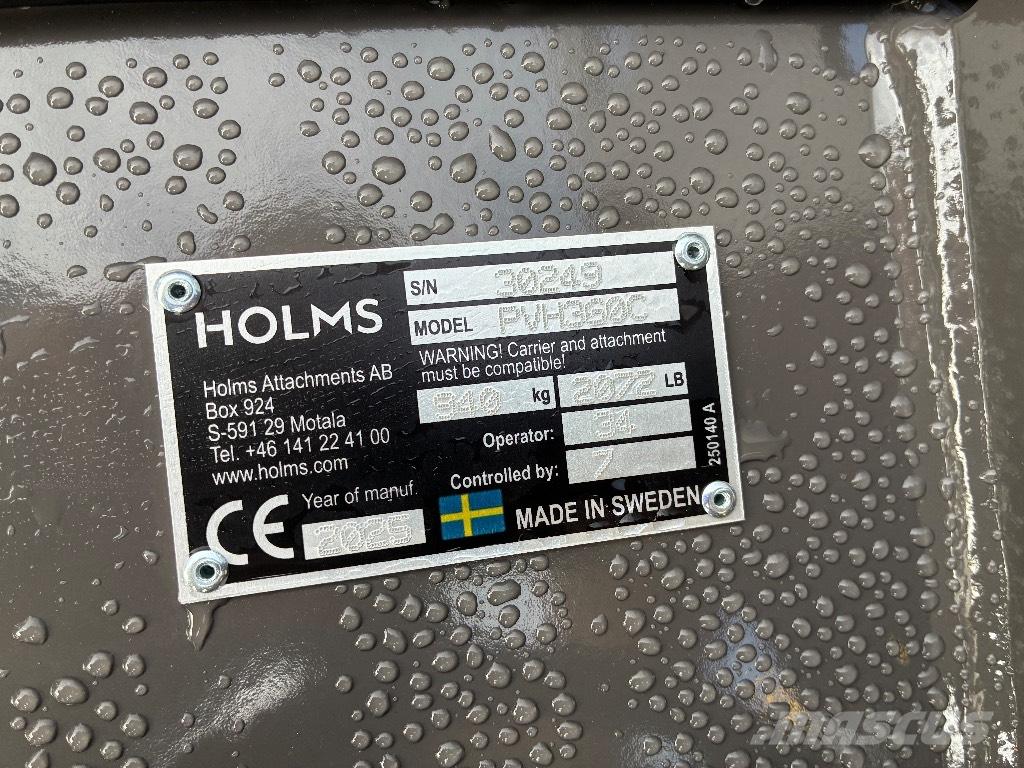 HOLMS
Holms Attachments AB
Box 924
S-591 29 Motala
Tel. +46 141 22 41 00
www.holms.com
CE
Year of manuf.
2025
S/N 30249
MODEL PVH360C
WARNING! Carrier and attachment
must be compatible!
940 kg 2072 LB
Operator: 34
Controlled by: 7
MADE IN SWEDEN
250140 A
mascus